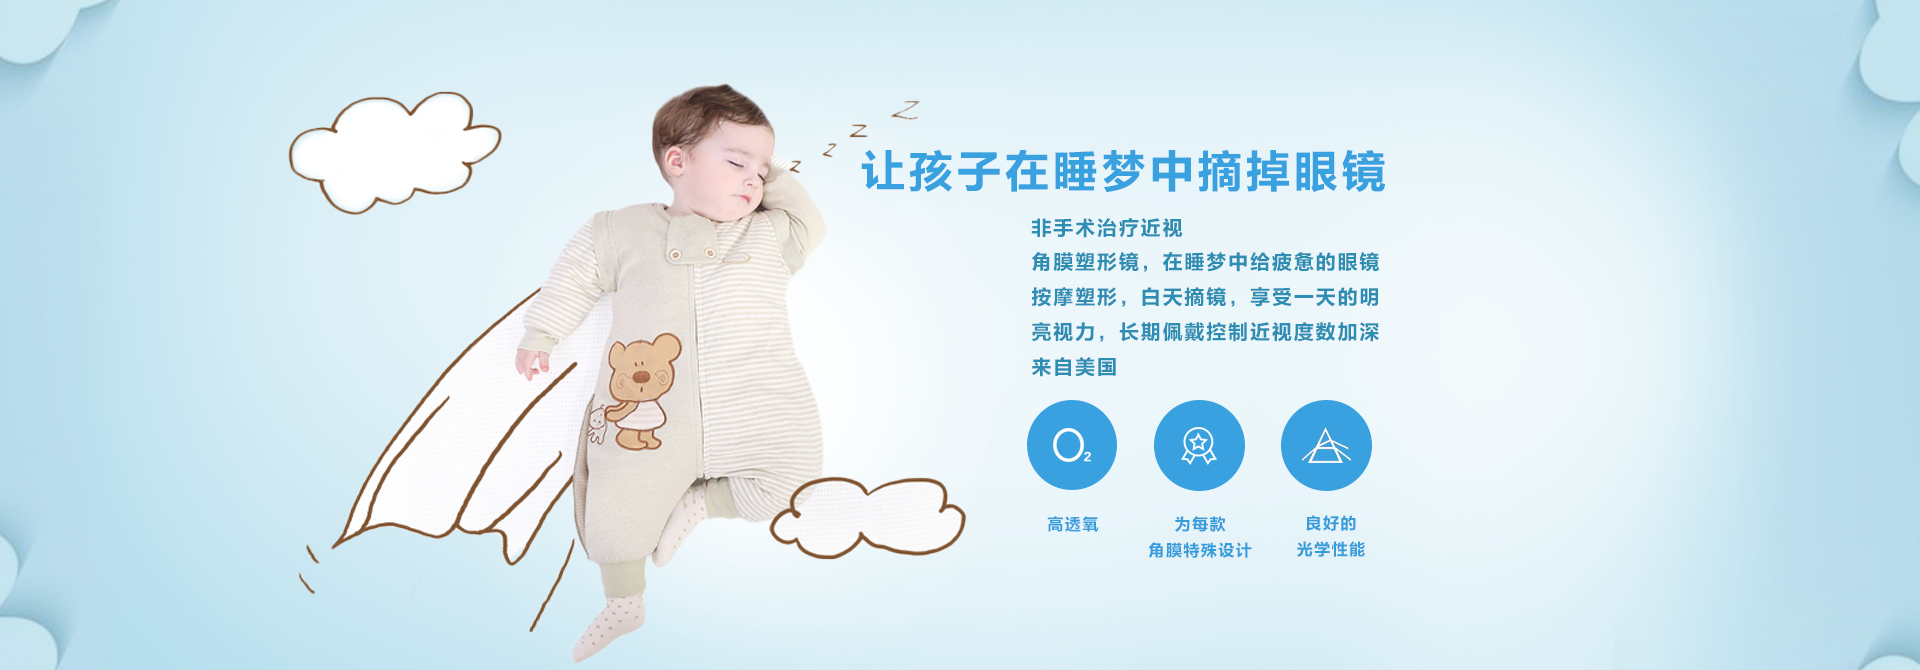 z
z
z
z
让孩子在睡梦中摘掉眼镜
非手术治疗近视
角膜塑形镜，在睡梦中给疲惫的眼镜
按摩塑形，白天摘镜，享受一天的明
亮视力，长期佩戴控制近视度数加深
来自美国
O2
高透氧
为每款
角膜特殊设计
良好的
光学性能